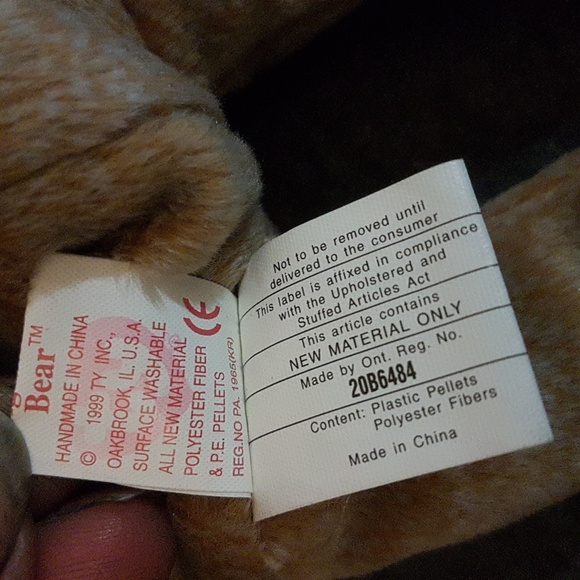 Bear™
HANDMADE IN CHINA
© 1999 TY INC.,
OAKBROOK, IL. U.S.A.
SURFACE WASHABLE
ALL NEW MATERIAL
POLYESTER FIBER
& P.E. PELLETS CE
REG.NO PA. 1965(KR)
Not to be removed until
delivered to the consumer
This label is affixed in compliance
with the Upholstered and
Stuffed Articles Act
This article contains
NEW MATERIAL ONLY
Made by Ont. Reg. No.
20B6484
Content: Plastic Pellets
Polyester Fibers
Made in China